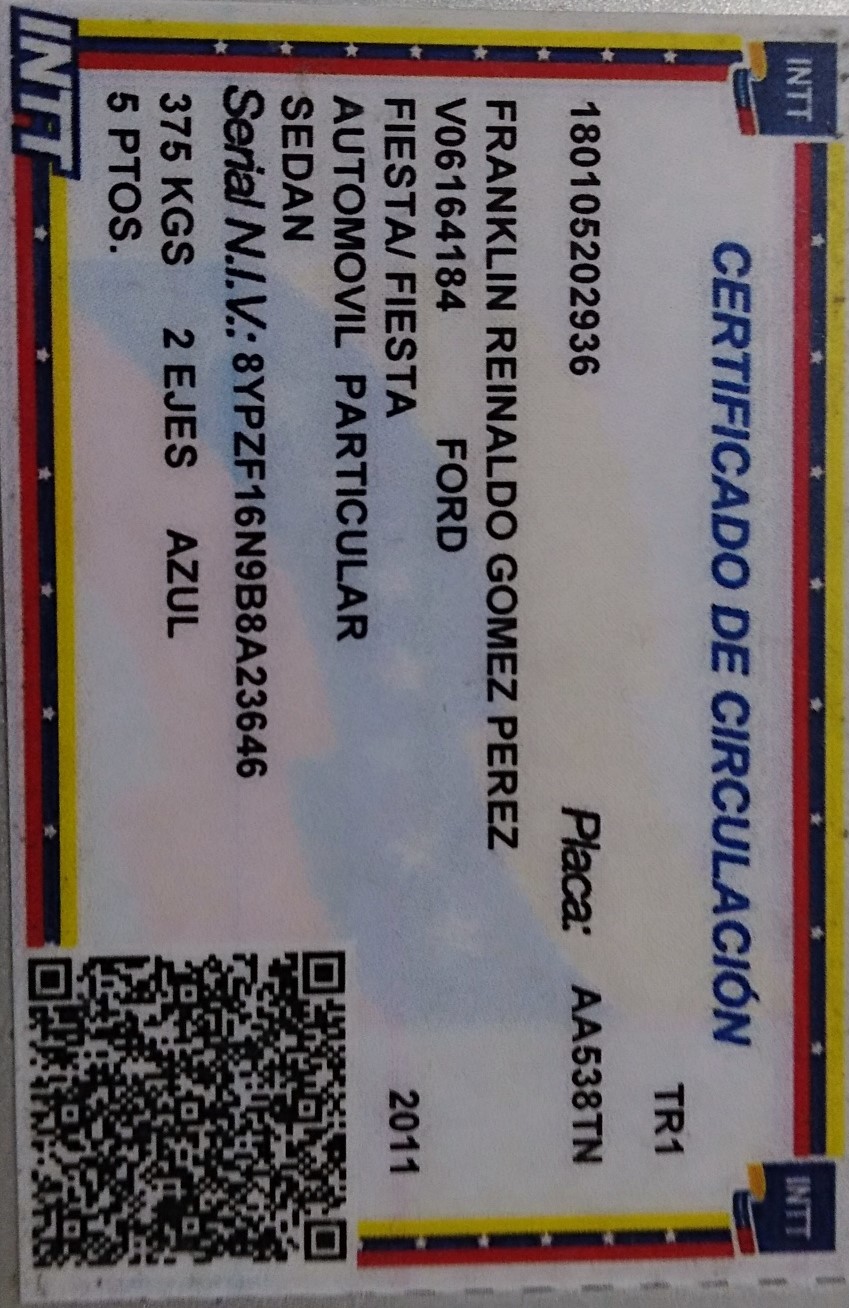 INTT INTT
CERTIFICADO DE CIRCULACIÓN
TR1
180105202936 Placa: AA538TN
FRANKLIN REINALDO GOMEZ PEREZ
V06164184 FORD
FIESTA/ FIESTA 2011
AUTOMOVIL PARTICULAR
SEDAN
Serial N.I.V.: 8YPZF16N9B8A23646
375 KGS 2 EJES AZUL
5 PTOS.
INTT